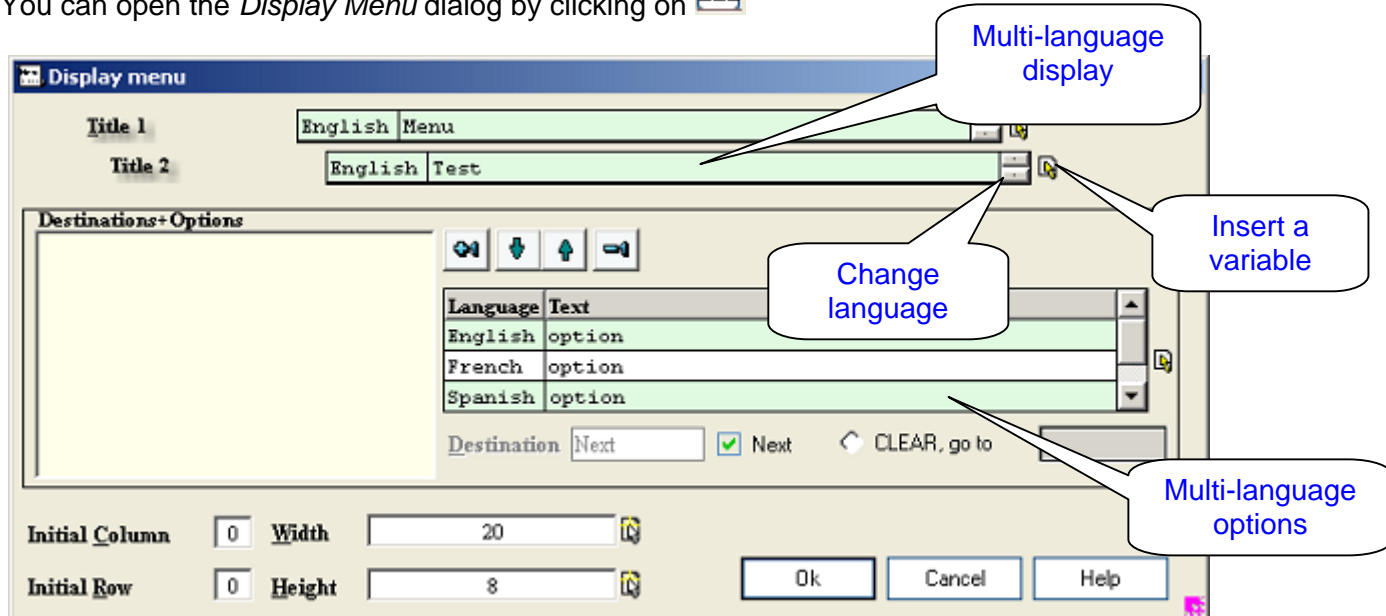 You can open the Display Menu dialog by clicking on
Multi-language
display
Display menu
Title 1 English Menu
Title 2 English Test
Insert a
variable
Destinations+Options
Change
language
Language Text
English option
French option
Spanish option
Destination Next Next CLEAR, go to
Multi-language
options
Initial Column 0 Width 20
Initial Row 0 Height 8
Ok Cancel Help